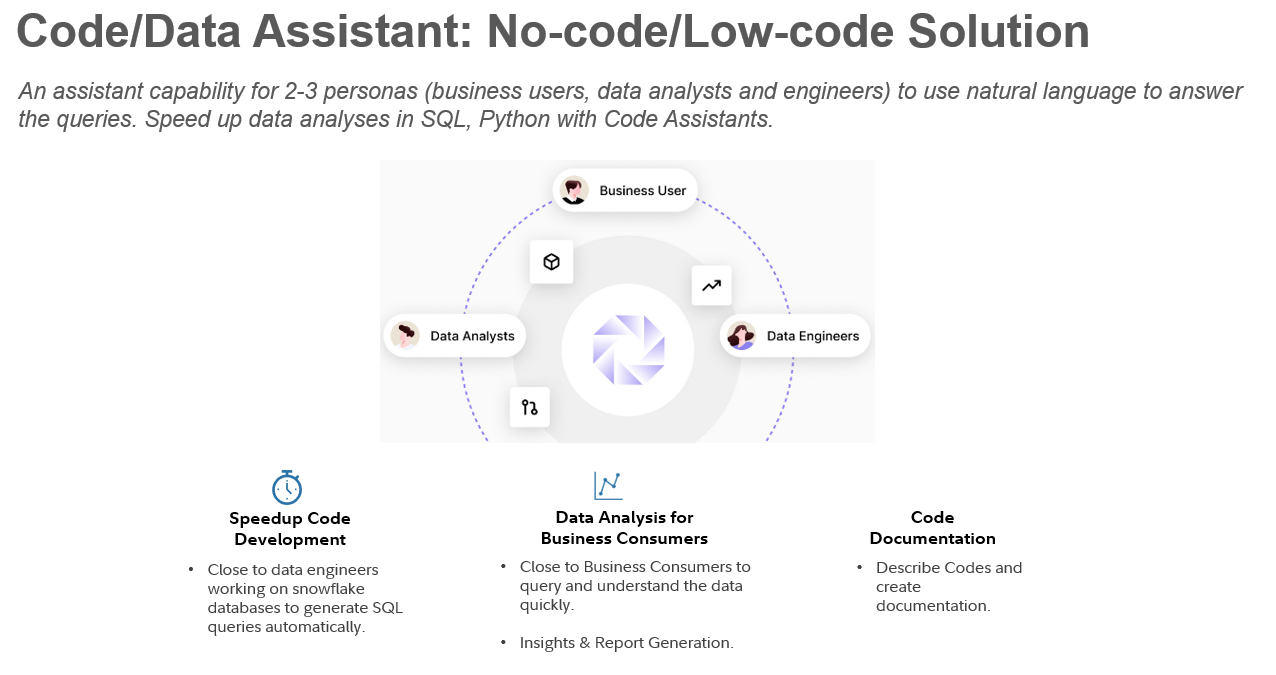 Code/Data Assistant: No-code/Low-code Solution
An assistant capability for 2-3 personas (business users, data analysts and engineers) to use natural language to answer
the queries. Speed up data analyses in SQL, Python with Code Assistants.
Business User
Data Analysts
Data Engineers
Speedup Code
Development
• Close to data engineers
working on snowflake
databases to generate SQL
queries automatically.
Data Analysis for
Business Consumers
• Close to Business Consumers to
query and understand the data
quickly.
• Insights & Report Generation.
Code
Documentation
• Describe Codes and
create
documentation.